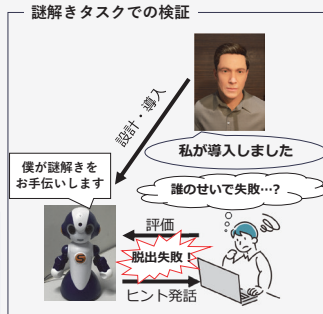 謎解きタスクでの検証
設計・導入
私が導入しました
僕が謎解きを
お手伝いします
誰のせいで失敗…?
評価
脱出失敗!
ヒント発話
S